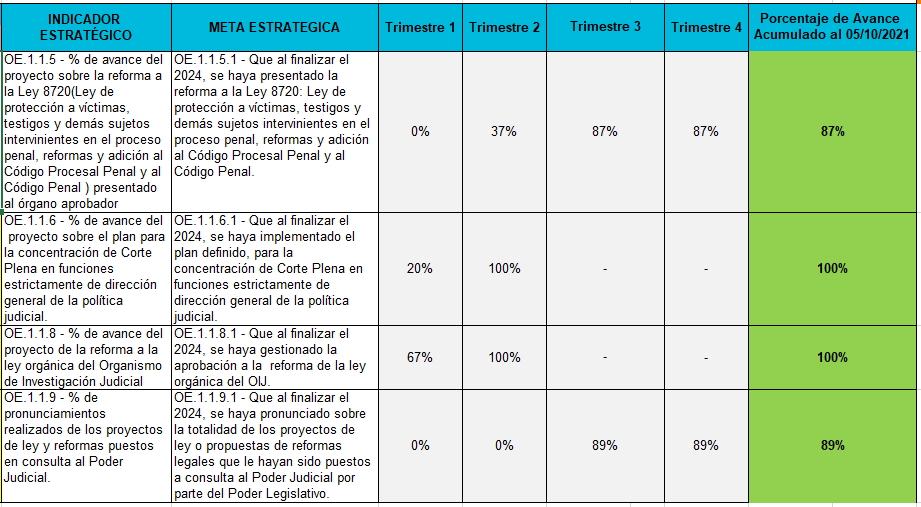 INDICADOR
ESTRATÉGICO
META ESTRATEGICA
Trimestre 1
Trimestre 2
Trimestre 3
Trimestre 4
Porcentaje de Avance
Acumulado al 05/10/2021
OE.1.1.5 - % de avance del
proyecto sobre la reforma a
la Ley 8720(Ley de
protección a víctimas,
testigos y demás sujetos
intervinientes en el proceso
penal, reformas y adición al
Código Procesal Penal y al
Código Penal ) presentado
al órgano aprobador
OE.1.1.5.1 - Que al finalizar el
2024, se haya presentado la
reforma a la Ley 8720: Ley de
protección a víctimas, testigos y
demás sujetos intervinientes en el
proceso penal, reformas y adición
al Código Procesal Penal y al
Código Penal.
0%
37%
87%
87%
87%
OE.1.1.6 - % de avance del
proyecto sobre el plan para
la concentración de Corte
Plena en funciones
estrictamente de dirección
general de la política
judicial.
OE.1.1.6.1 - Que al finalizar el
2024, se haya implementado el
plan definido, para la
concentración de Corte Plena en
funciones estrictamente de
dirección general de la política
judicial.
20%
100%
-
-
100%
OE.1.1.8 - % de avance del
proyecto de la reforma a la
ley orgánica del Organismo
de Investigación Judicial
OE.1.1.8.1 - Que al finalizar el
2024, se haya gestionado la
aprobación a la  reforma de la ley
orgánica del OIJ.
67%
100%
-
-
100%
OE.1.1.9 - % de
pronunciamientos
realizados de los proyectos
de ley y reformas puestos
en consulta al Poder
Judicial.
OE.1.1.9.1 - Que al finalizar el
2024, se haya pronunciado sobre
la totalidad de los proyectos de
ley o propuestas de reformas
legales que le hayan sido puestos
a consulta al Poder Judicial por
parte del Poder Legislativo.
0%
0%
89%
89%
89%